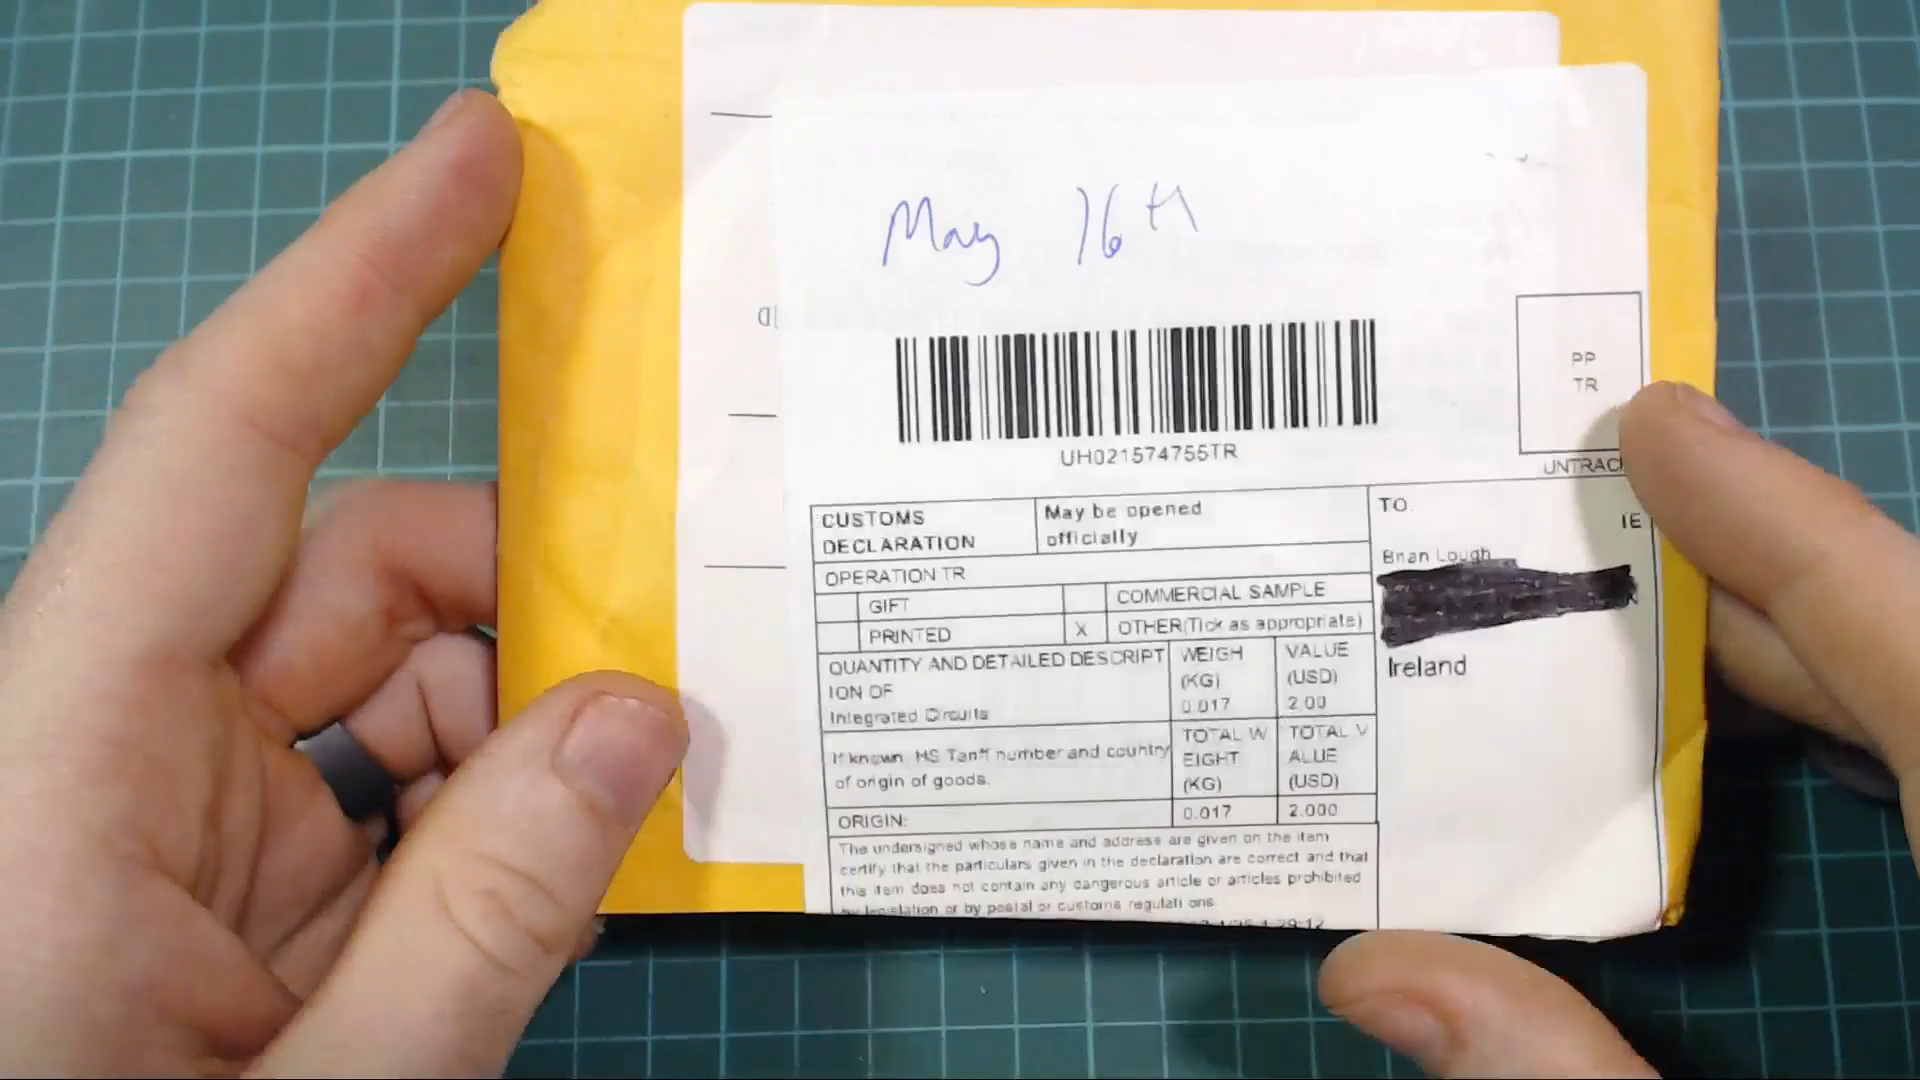 May 16th
UH021574755TR
PP
TR
UNTRAC
CUSTOMS
DECLARATION
May be opened
officially
TO.
IE
Brian Lough
Ireland
OPERATION TR
GIFT
COMMERCIAL SAMPLE
PRINTED
X
OTHER(Tick as appropriate)
QUANTITY AND DETAILED DESCRIPT
ION OF
Integrated Circuits
WEIGH
(KG)
0.017
VALUE
(USD)
2.00
If known, HS Tariff number and country
of origin of goods.
TOTAL W
EIGHT
(KG)
TOTAL V
ALUE
(USD)
ORIGIN:
0.017
2.000
The undersigned whose name and address are given on the item
certify that the particulars given in the declaration are correct and that
this item does not contain any dangerous article or articles prohibited
by legislation or by postal or customs regulati ons.